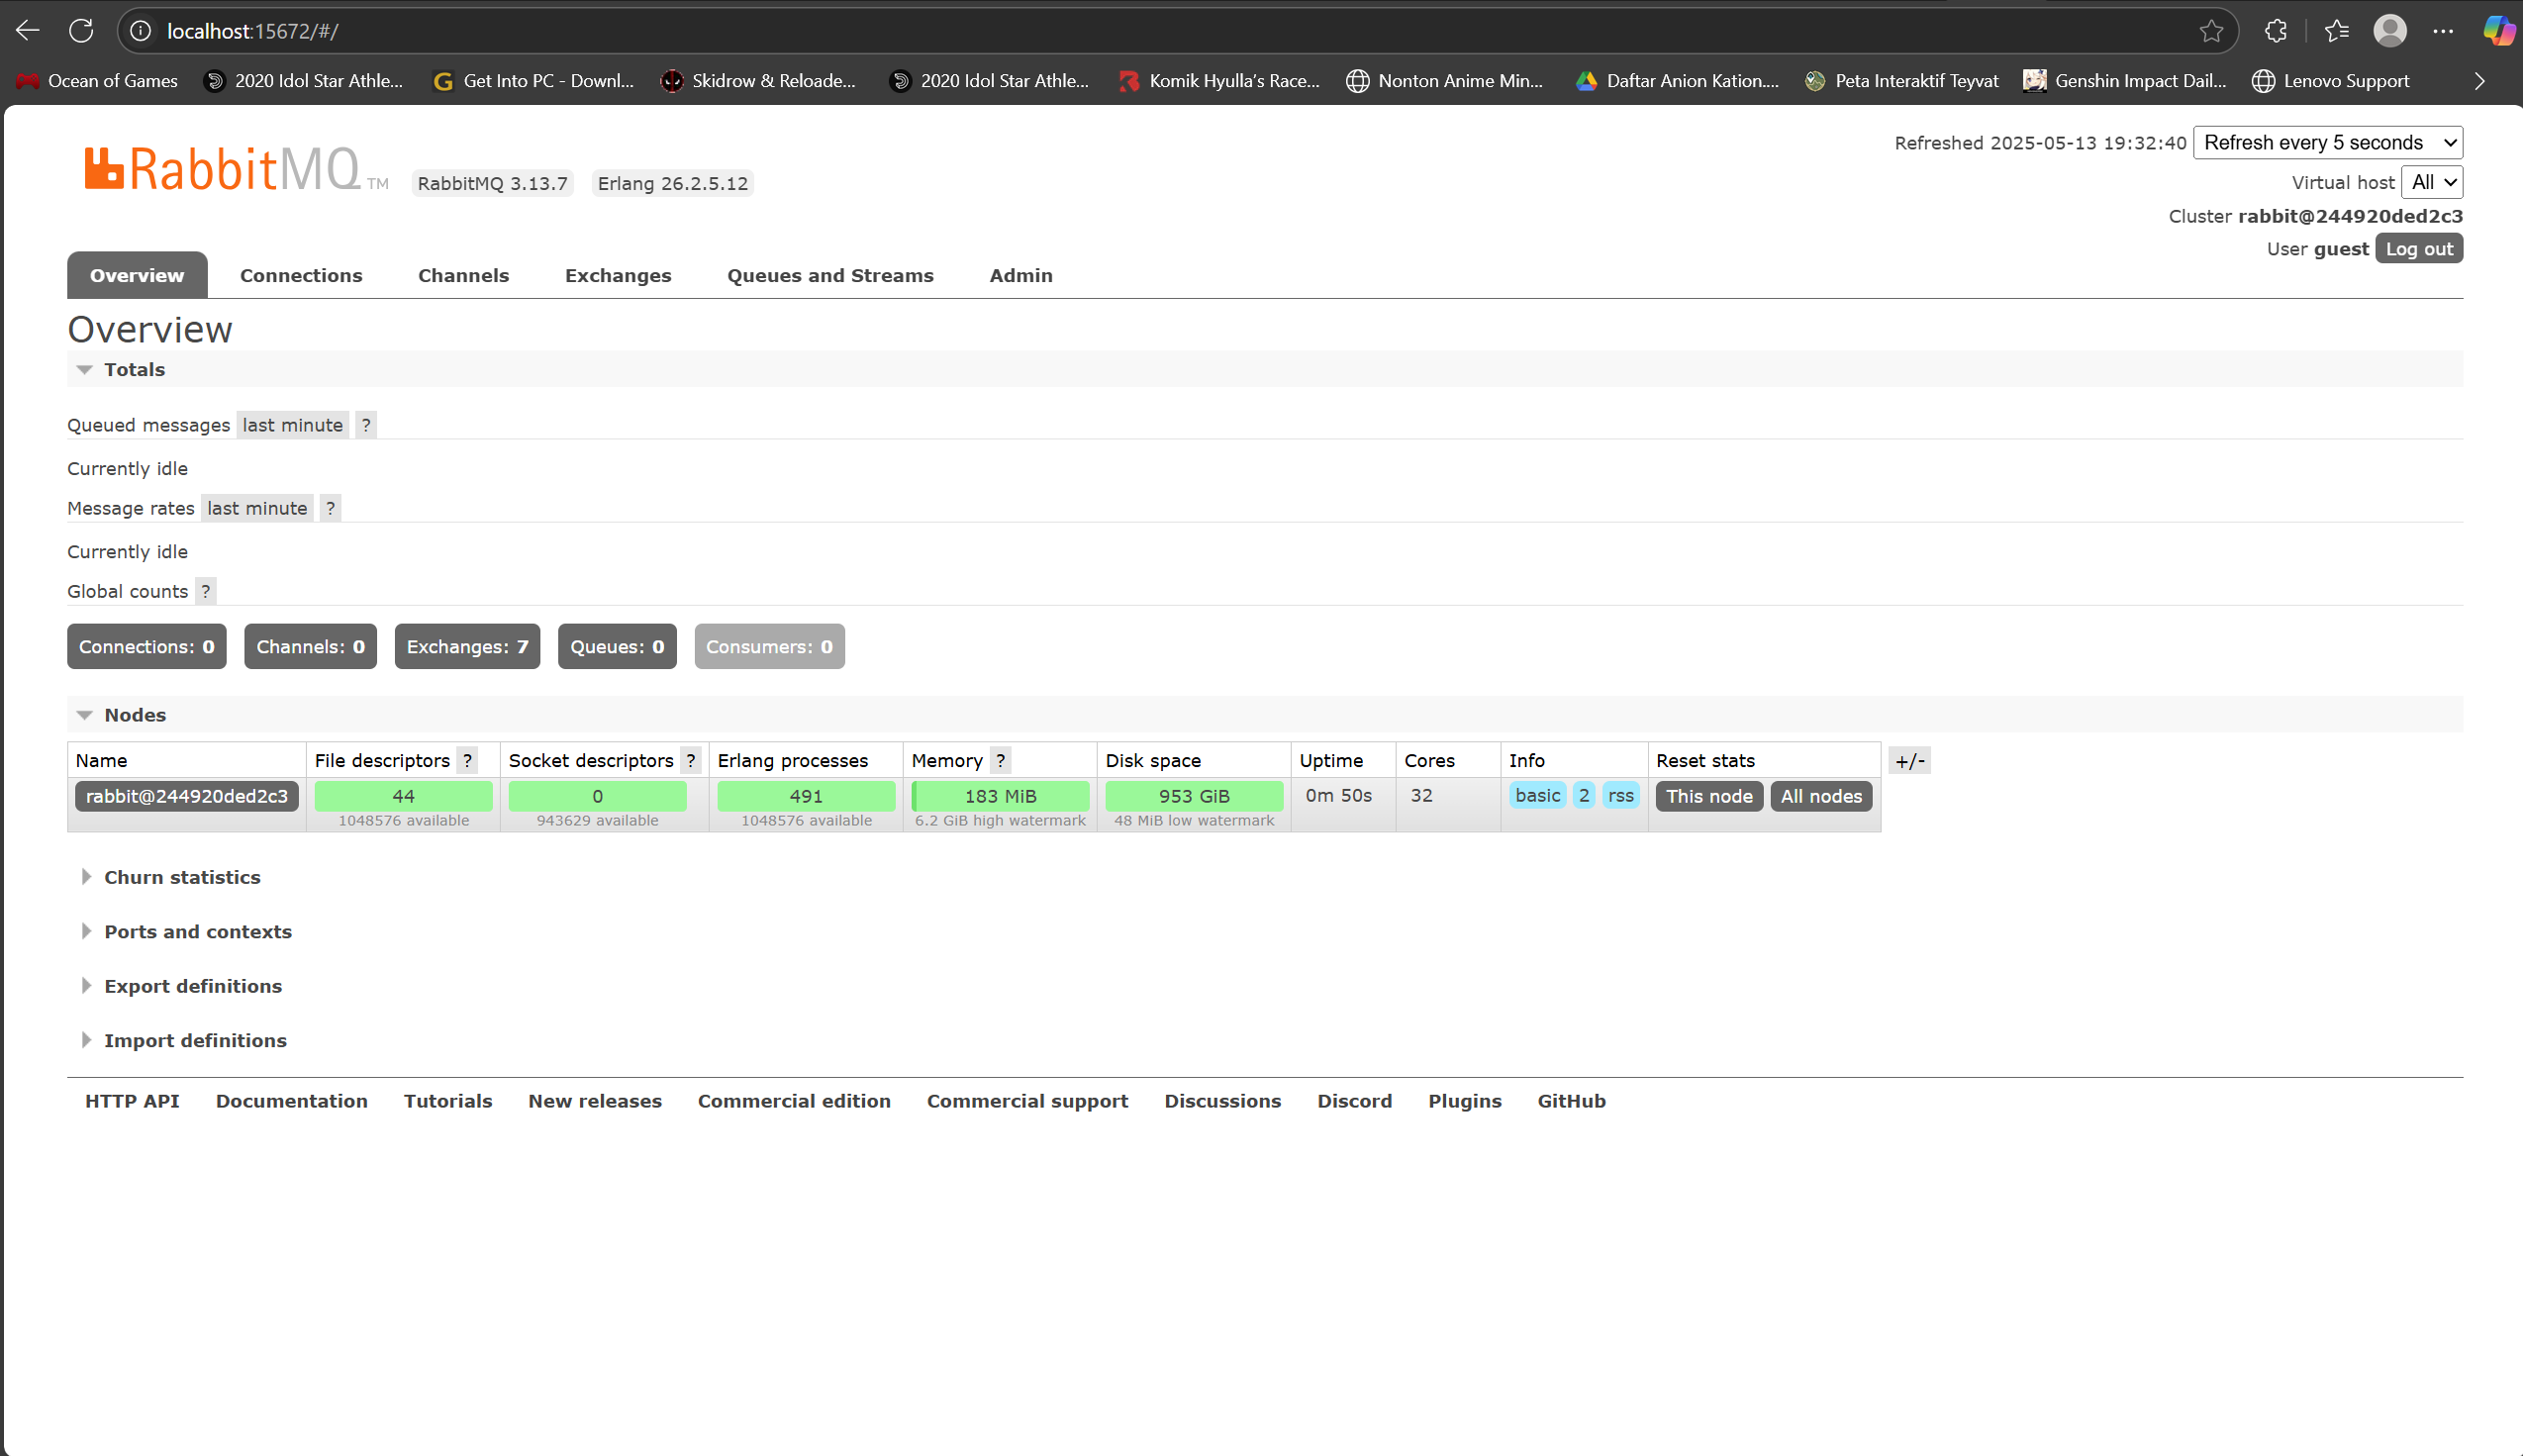 localhost:15672/#/
Ocean of Games 2020 Idol Star Athle... Get Into PC - Downl... Skidrow & Reloade... 2020 Idol Star Athle... Komik Hyulla's Race... Nonton Anime Min... Daftar Anion Kation.... Peta Interaktif Teyvat Genshin Impact Dail... Lenovo Support
Refreshed 2025-05-13 19:32:40 Refresh every 5 seconds
RabbitMQ TM RabbitMQ 3.13.7 Erlang 26.2.5.12
Virtual host All
Cluster rabbit@244920ded2c3
User guest Log out
Overview Connections Channels Exchanges Queues and Streams Admin
Overview
Totals
Queued messages last minute ?
Currently idle
Message rates last minute ?
Currently idle
Global counts ?
Connections: 0 Channels: 0 Exchanges: 7 Queues: 0 Consumers: 0
Nodes
Name File descriptors ? Socket descriptors ? Erlang processes Memory ? Disk space Uptime Cores Info Reset stats +/-
rabbit@244920ded2c3 44 0 491 183 MiB 953 GiB 0m 50s 32 basic 2 rss This node All nodes
1048576 available 943629 available 1048576 available 6.2 GiB high watermark 48 MiB low watermark
Churn statistics
Ports and contexts
Export definitions
Import definitions
HTTP API Documentation Tutorials New releases Commercial edition Commercial support Discussions Discord Plugins GitHub